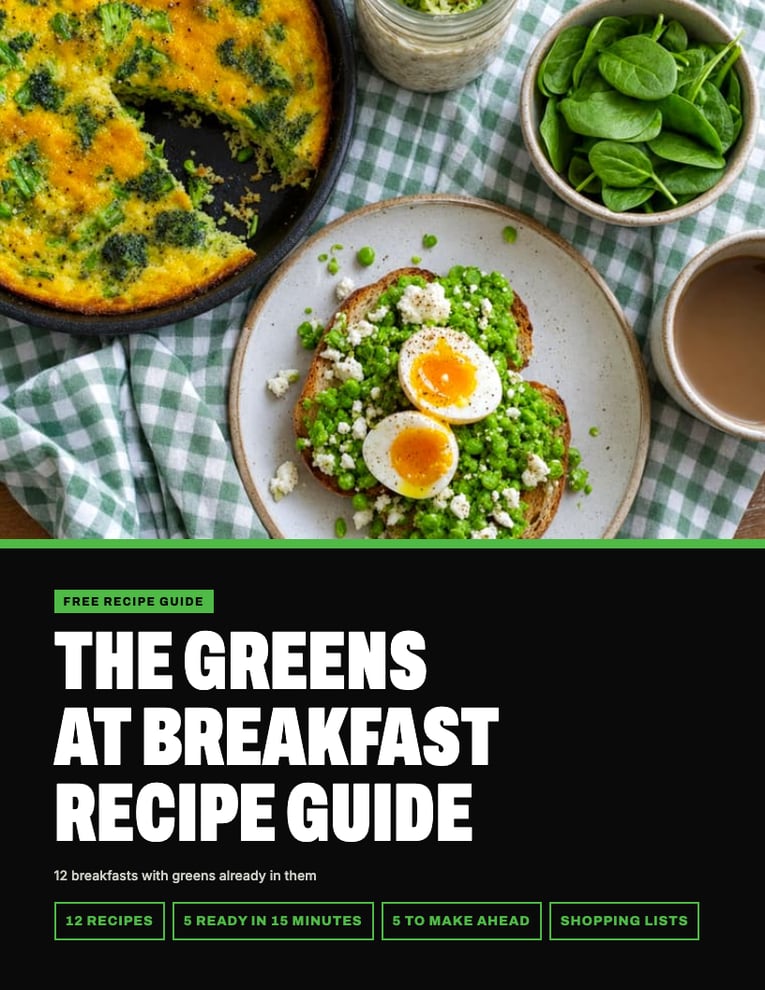 FREE RECIPE GUIDE
THE GREENS
AT BREAKFAST
RECIPE GUIDE
12 breakfasts with greens already in them
12 RECIPES
5 READY IN 15 MINUTES
5 TO MAKE AHEAD
SHOPPING LISTS